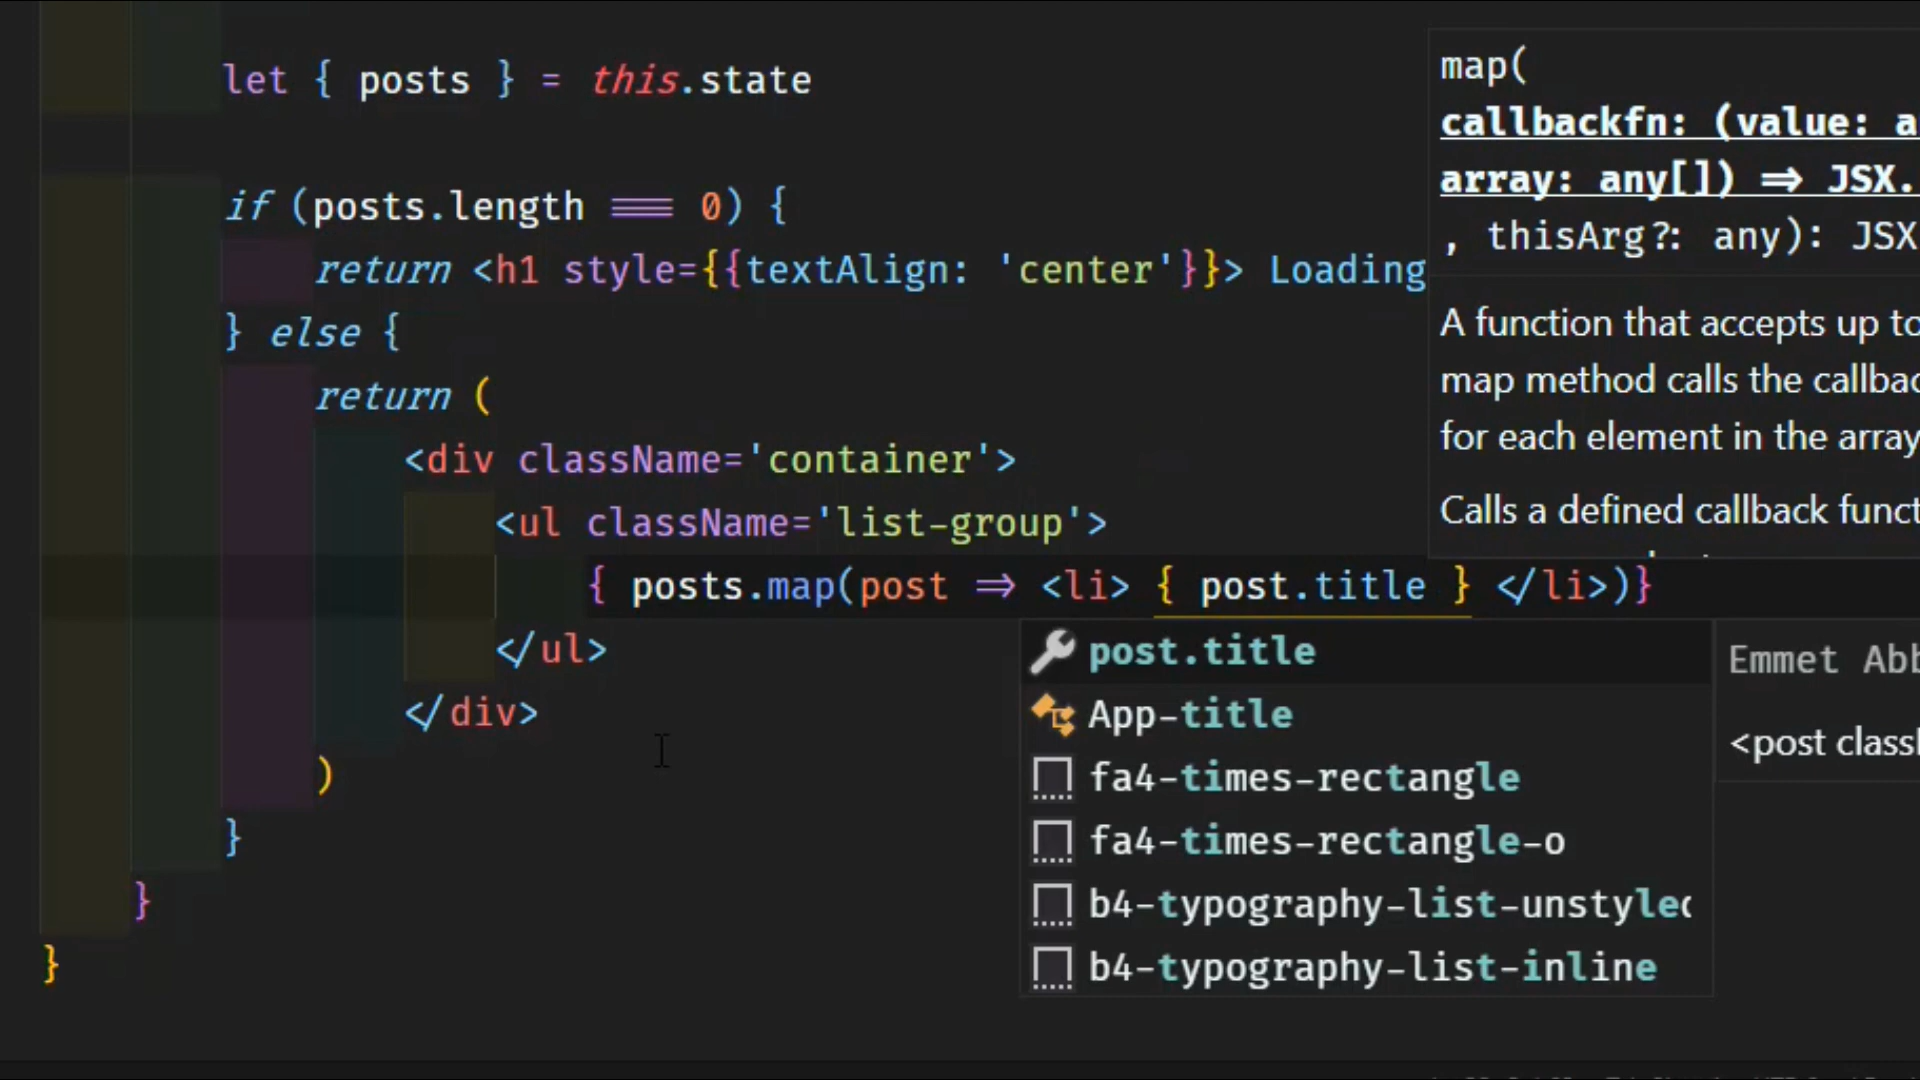 let { posts } = this.state
if (posts.length === 0) {
return <h1 style={{textAlign: 'center'}}> Loading
} else {
return (
<div className='container'>
<ul className='list-group'>
{ posts.map(post => <li> { post.title } </li>)}
</ul>
</div>
)
}
}
}
map(
callbackfn: (value: a
array: any[]) => JSX.
, thisArg?: any): JSX
A function that accepts up to
map method calls the callbac
for each element in the array
Calls a defined callback funct
post.title
App-title
fa4-times-rectangle
fa4-times-rectangle-o
b4-typography-list-unstyled
b4-typography-list-inline
Emmet Abb
<post class